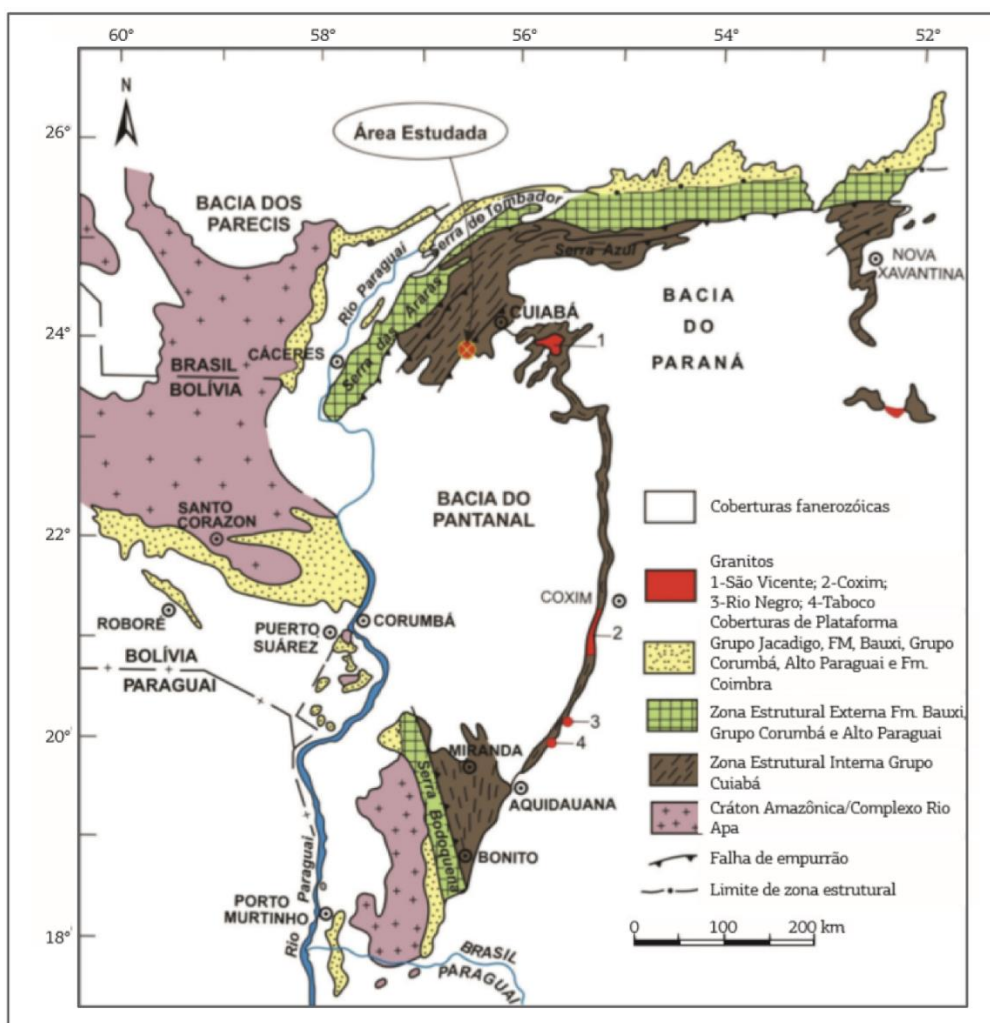 60°
58°
56°
54°
52°
N
26°
24°
22°
20°
18°
Área Estudada
BACIA DOS
PARECIS
Rio Paraguai
Serra de Tombador
Serra Azul
Serra das Araras
NOVA
XAVANTINA
CUIABÁ
BACIA
DO
PARANÁ
1
CÁCERES
BRASIL
BOLÍVIA
BACIA DO
PANTANAL
SANTO
CORAZON
COXIM
2
ROBORÉ
PUERTO
SUÁREZ
CORUMBÁ
BOLÍVIA
PARAGUAI
3
4
MIRANDA
AQUIDAUANA
Serra Bodoquena
BONITO
Rio Paraguai
PORTO
MURTINHO
BRASIL
PARAGUAI
Coberturas fanerozóicas
Granitos
1-São Vicente; 2-Coxim;
3-Rio Negro; 4-Taboco
Coberturas de Plataforma
Grupo Jacadigo, FM, Bauxi, Grupo
Corumbá, Alto Paraguai e Fm.
Coimbra
Zona Estrutural Externa Fm. Bauxi,
Grupo Corumbá e Alto Paraguai
Zona Estrutural Interna Grupo
Cuiabá
Cráton Amazônica/Complexo Rio
Apa
Falha de empurrão
Limite de zona estrutural
0 100 200 km